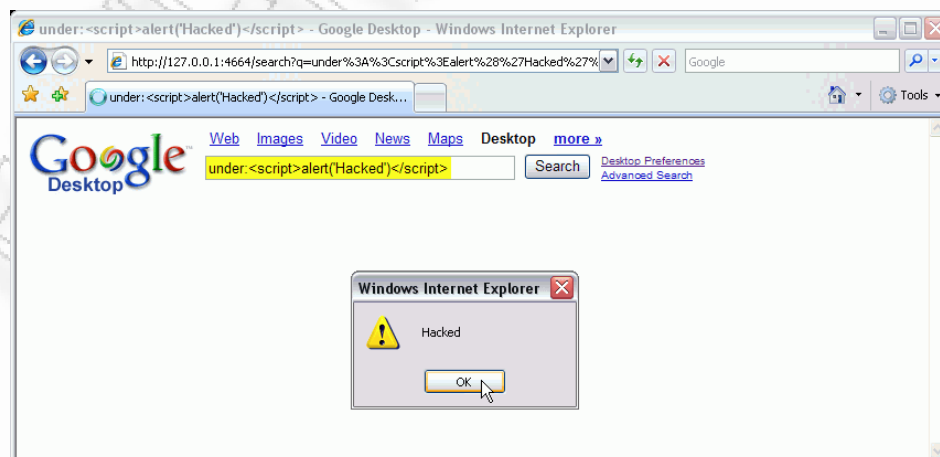 under:<script>alert('Hacked')</script> - Google Desktop - Windows Internet Explorer
http://127.0.0.1:4664/search?q=under%3A%3Cscript%3Ealert%28%27Hacked%27%
Google
under:<script>alert('Hacked')</script> - Google Desk...
Tools
Web Images Video News Maps Desktop more »
Google Desktop
under:<script>alert('Hacked')</script>
Search
Desktop Preferences
Advanced Search
Windows Internet Explorer
Hacked
OK